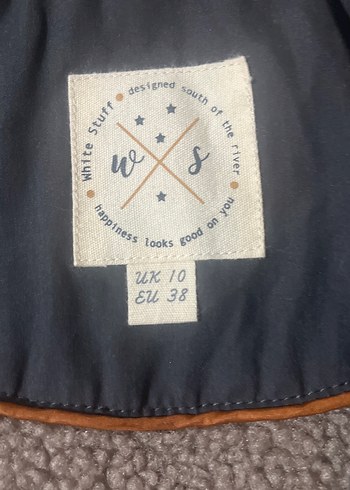 White Stuff
designed south of the river
happiness looks good on you
w s
UK 10
EU 38